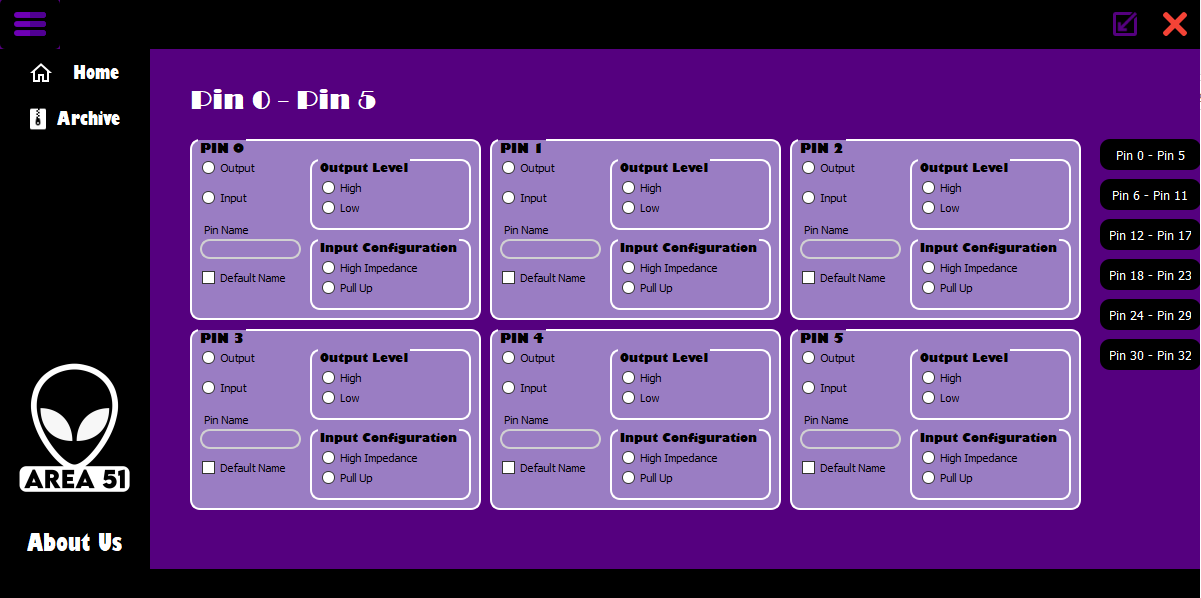 Home
Archive
Pin 0 - Pin 5
PIN 0
Output
Input
Pin Name
Default Name
Output Level
High
Low
Input Configuration
High Impedance
Pull Up
PIN 1
Output
Input
Pin Name
Default Name
Output Level
High
Low
Input Configuration
High Impedance
Pull Up
PIN 2
Output
Input
Pin Name
Default Name
Output Level
High
Low
Input Configuration
High Impedance
Pull Up
PIN 3
Output
Input
Pin Name
Default Name
Output Level
High
Low
Input Configuration
High Impedance
Pull Up
PIN 4
Output
Input
Pin Name
Default Name
Output Level
High
Low
Input Configuration
High Impedance
Pull Up
PIN 5
Output
Input
Pin Name
Default Name
Output Level
High
Low
Input Configuration
High Impedance
Pull Up
Pin 0 - Pin 5
Pin 6 - Pin 11
Pin 12 - Pin 17
Pin 18 - Pin 23
Pin 24 - Pin 29
Pin 30 - Pin 32
AREA 51
About Us